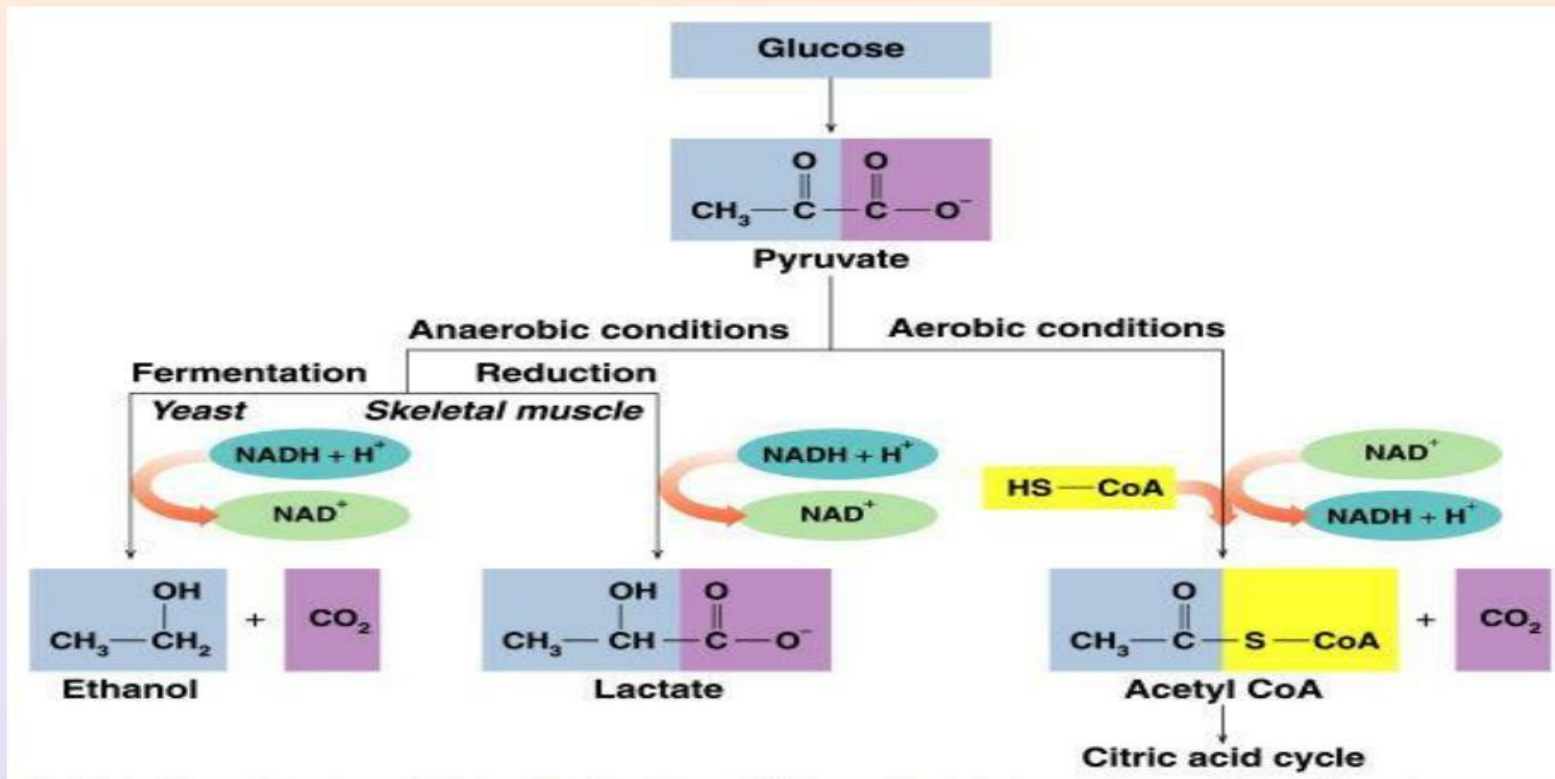 Glucose
O O
CH₃—C—C—O⁻
Pyruvate
Anaerobic conditions
Aerobic conditions
Fermentation
Reduction
Yeast
Skeletal muscle
NADH + H⁺
NAD⁺
NADH + H⁺
NAD⁺
HS—CoA
NAD⁺
NADH + H⁺
OH
CH₃—CH₂
+
CO₂
Ethanol
OH O
CH₃—CH—C—O⁻
Lactate
O
CH₃—C—S—CoA
+
CO₂
Acetyl CoA
Citric acid cycle